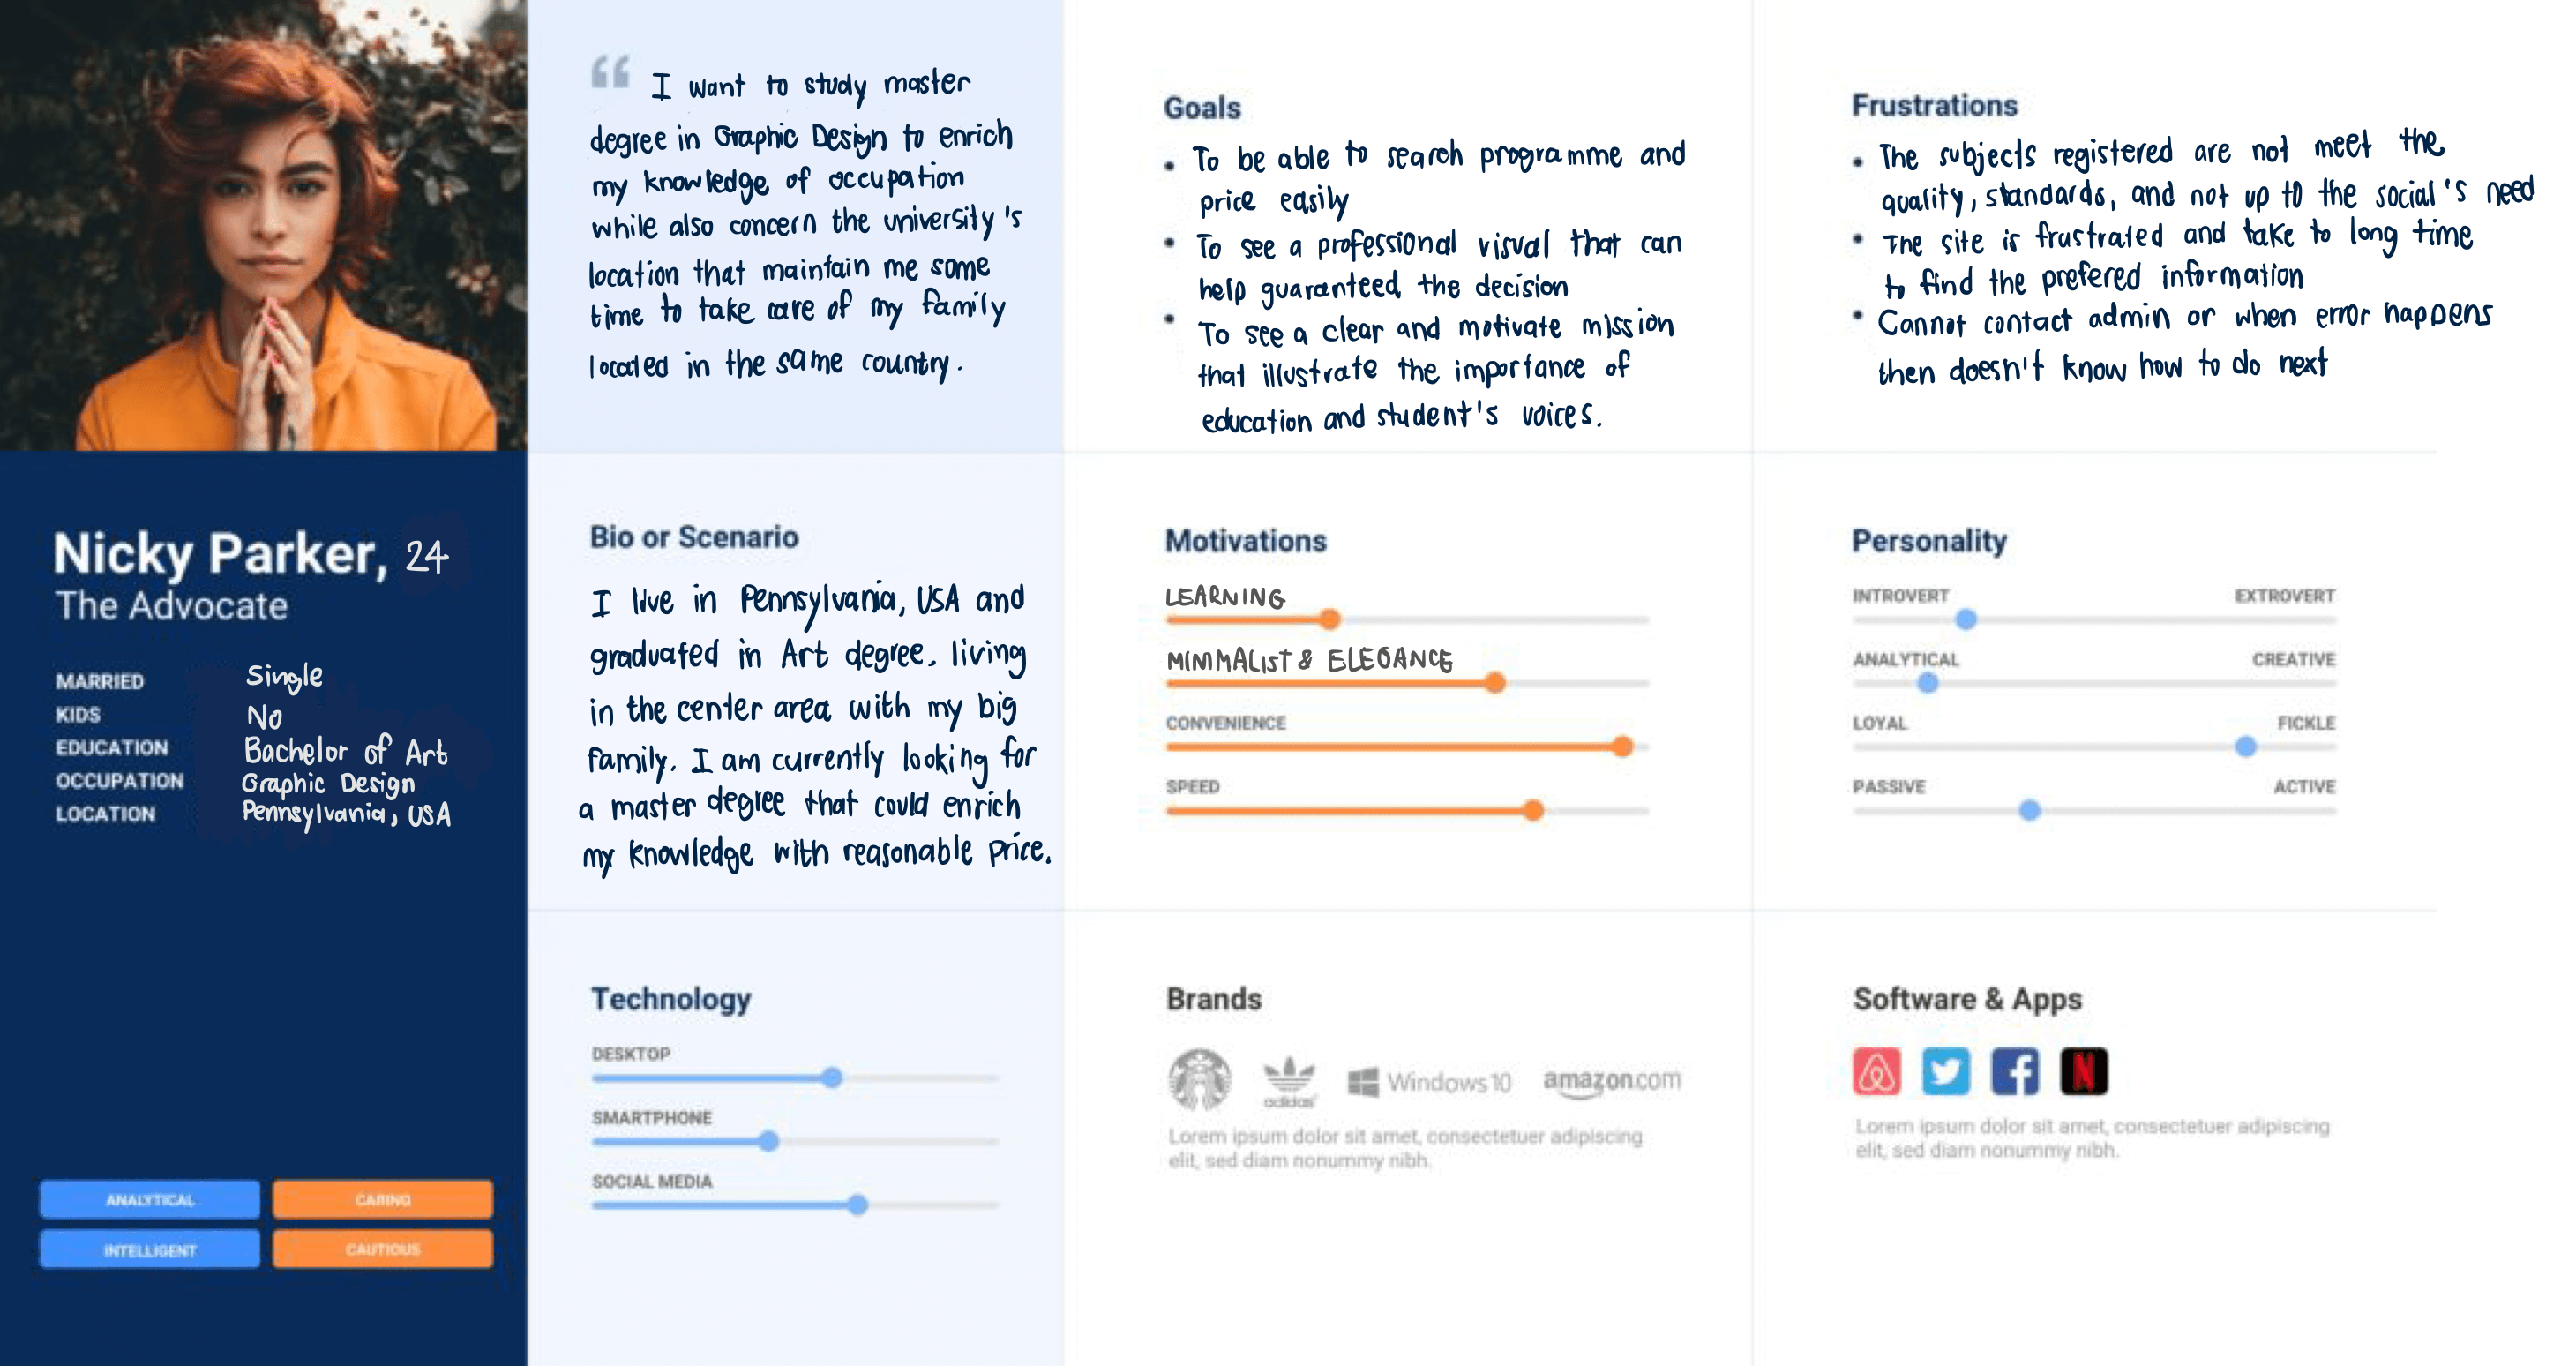 I want to study master
degree in Graphic Design to enrich
my knowledge of occupation
while also concern the university's
location that maintain me some
time to take care of my family
located in the same country.
Goals
• To be able to search programme and
price easily
• To see a professional visual that can
help guaranteed the decision
• To see a clear and motivate mission
that illustrate the importance of
education and student's voices.
Frustrations
• The subjects registered are not meet the
quality, standards, and not up to the social's need
• The site is frustrated and take to long time
to find the prefered information
• Cannot contact admin or when error happens
then doesn't know how to do next
Nicky Parker, 24
The Advocate
MARRIED Single
KIDS No
EDUCATION Bachelor of Art
OCCUPATION Graphic Design
LOCATION Pennsylvania, USA
ANALYTICAL CARING
INTELLIGENT CAUTIOUS
Bio or Scenario
I live in Pennsylvania, USA and
graduated in Art degree. living
in the center area with my big
family. I am currently looking for
a master degree that could enrich
my knowledge with reasonable price.
Motivations
LEARNING
MINMALIST & ELEGANCE
CONVENIENCE
SPEED
Personality
INTROVERT EXTROVERT
ANALYTICAL CREATIVE
LOYAL FICKLE
PASSIVE ACTIVE
Technology
DESKTOP
SMARTPHONE
SOCIAL MEDIA
Brands
adidas Windows 10 amazon.com
Lorem ipsum dolor sit amet, consectetuer adipiscing
elit, sed diam nonummy nibh.
Software & Apps
Lorem ipsum dolor sit amet, consectetuer adipiscing
elit, sed diam nonummy nibh.